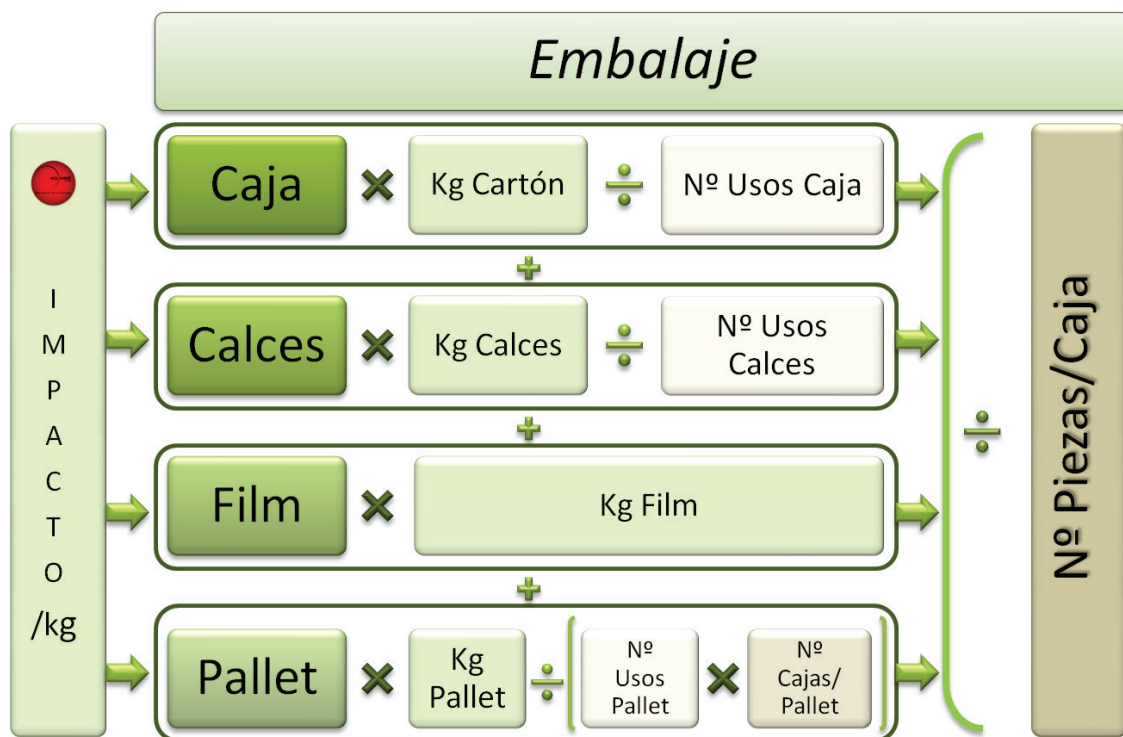 Embalaje
I
M
P
A
C
T
O
/kg
Caja × Kg Cartón ÷ Nº Usos Caja
+
Calces × Kg Calces ÷ Nº Usos
Calces
+
Film × Kg Film
+
Pallet × Kg
Pallet ÷ ( Nº
Usos
Pallet × Nº
Cajas/
Pallet )
÷
Nº Piezas/Caja